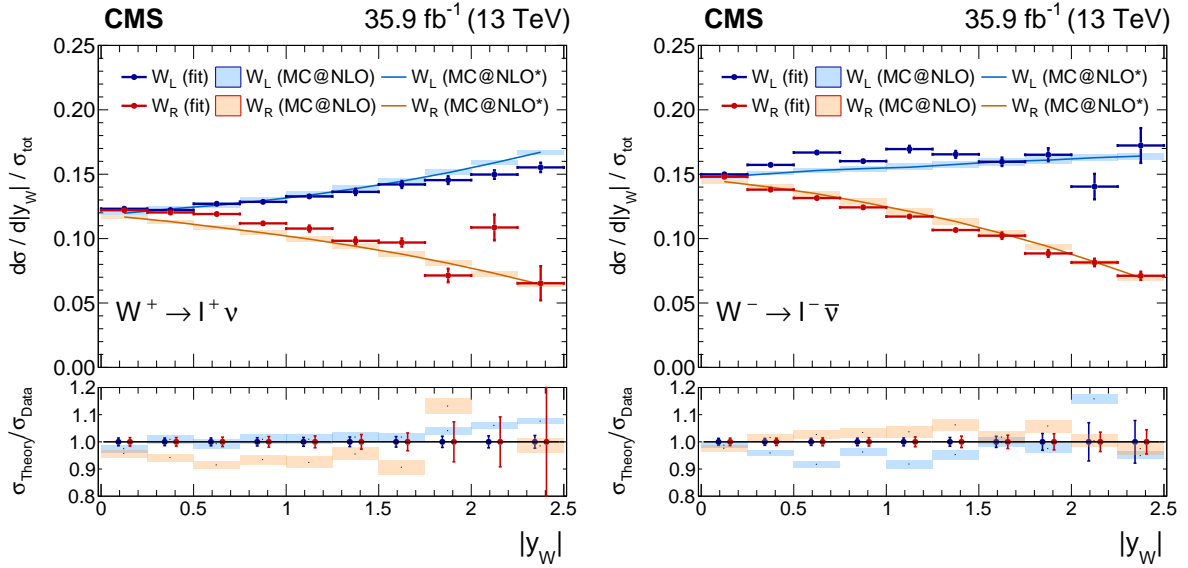 CMS 35.9 fb⁻¹ (13 TeV)
0.25
W_L (fit) W_L (MC@NLO) W_L (MC@NLO*)
W_R (fit) W_R (MC@NLO) W_R (MC@NLO*)
0.20
0.15
0.10
0.05
0.00
dσ / d|y_W| / σ_tot
W⁺ → l⁺ ν
1.2
1.1
1.0
0.9
0.8
σ_Theory/σ_Data
0 0.5 1 1.5 2 2.5
|y_W|
CMS 35.9 fb⁻¹ (13 TeV)
0.25
W_L (fit) W_L (MC@NLO) W_L (MC@NLO*)
W_R (fit) W_R (MC@NLO) W_R (MC@NLO*)
0.20
0.15
0.10
0.05
0.00
dσ / d|y_W| / σ_tot
W⁻ → l⁻ ν̅
1.2
1.1
1.0
0.9
0.8
σ_Theory/σ_Data
0 0.5 1 1.5 2 2.5
|y_W|